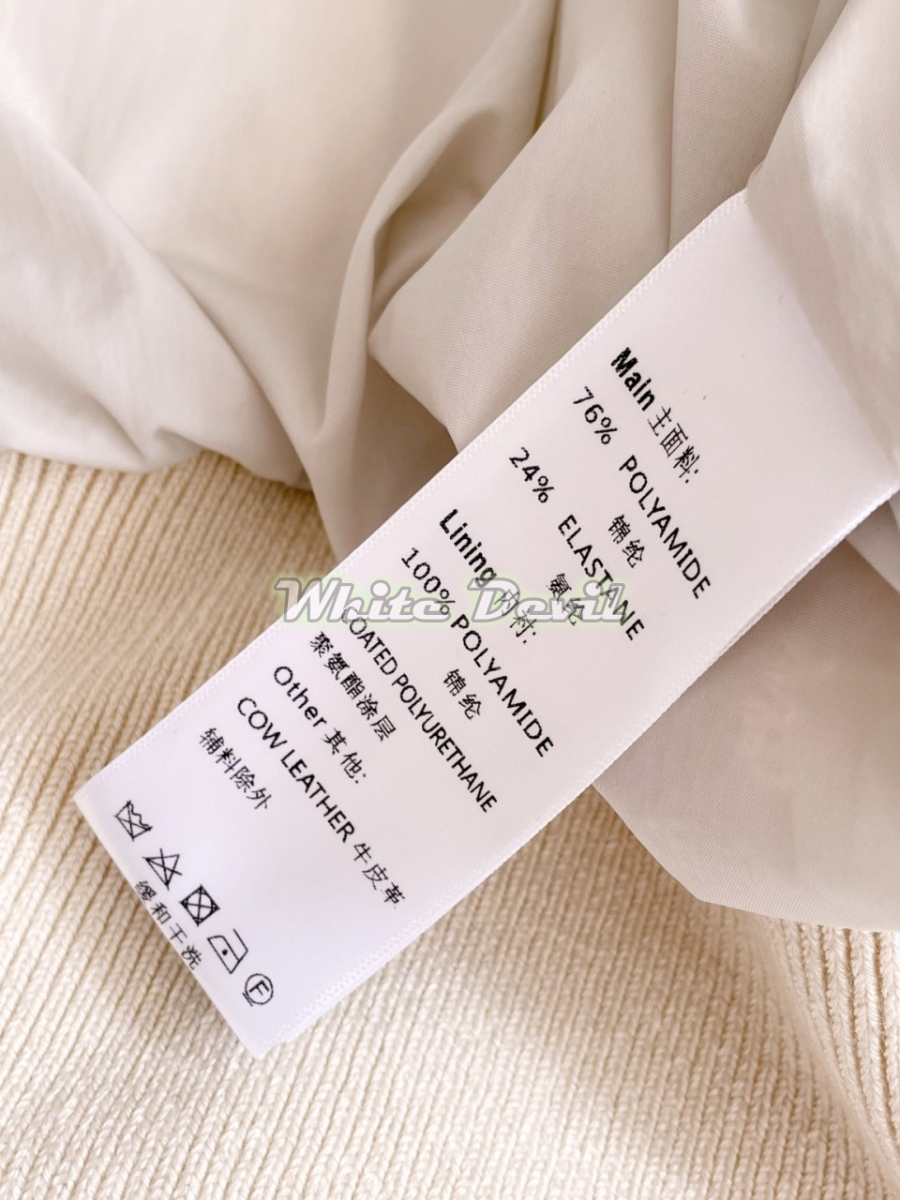 Main 主面料:
76% POLYAMIDE
锦纶
24% ELASTANE
氨纶
Lining 内衬:
100% POLYAMIDE
锦纶
COATED POLYURETHANE
聚氨酯涂层
Other 其他:
COW LEATHER 牛皮革
辅料除外
F
缓和干洗
White Devil